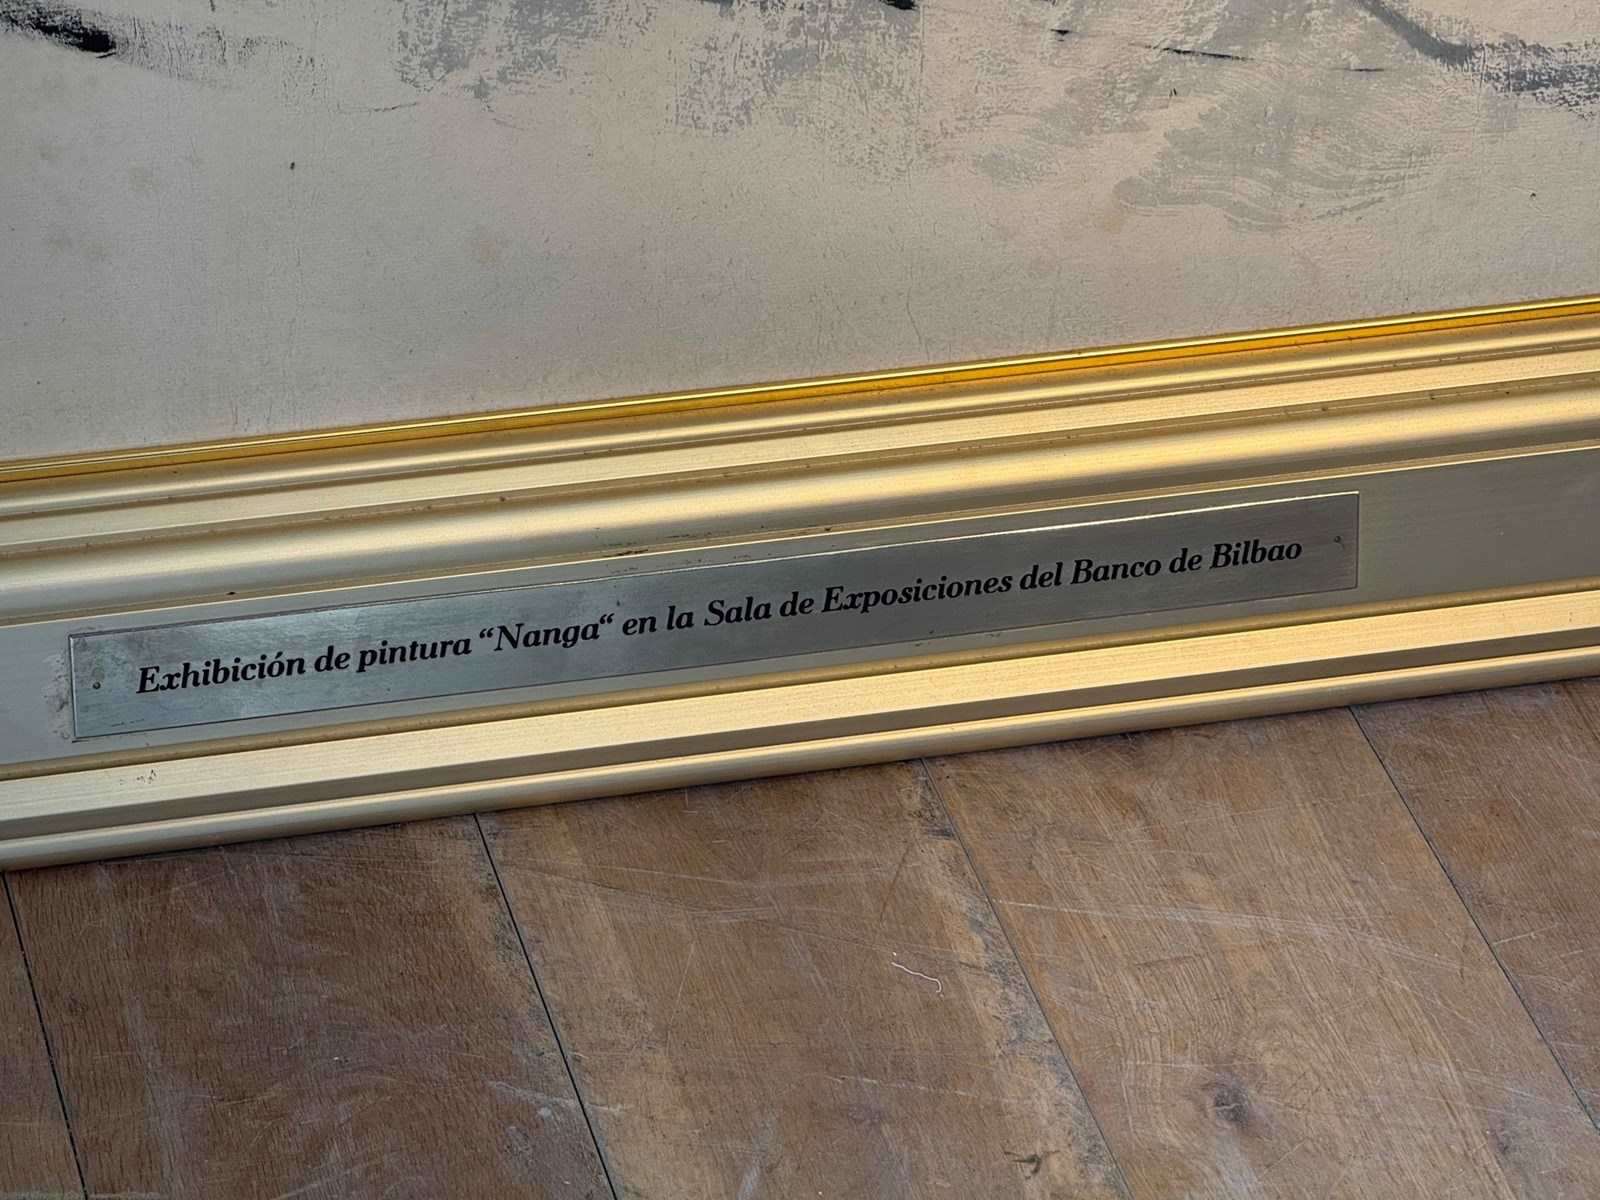 Exhibición de pintura “Nanga“ en la Sala de Exposiciones del Banco de Bilbao